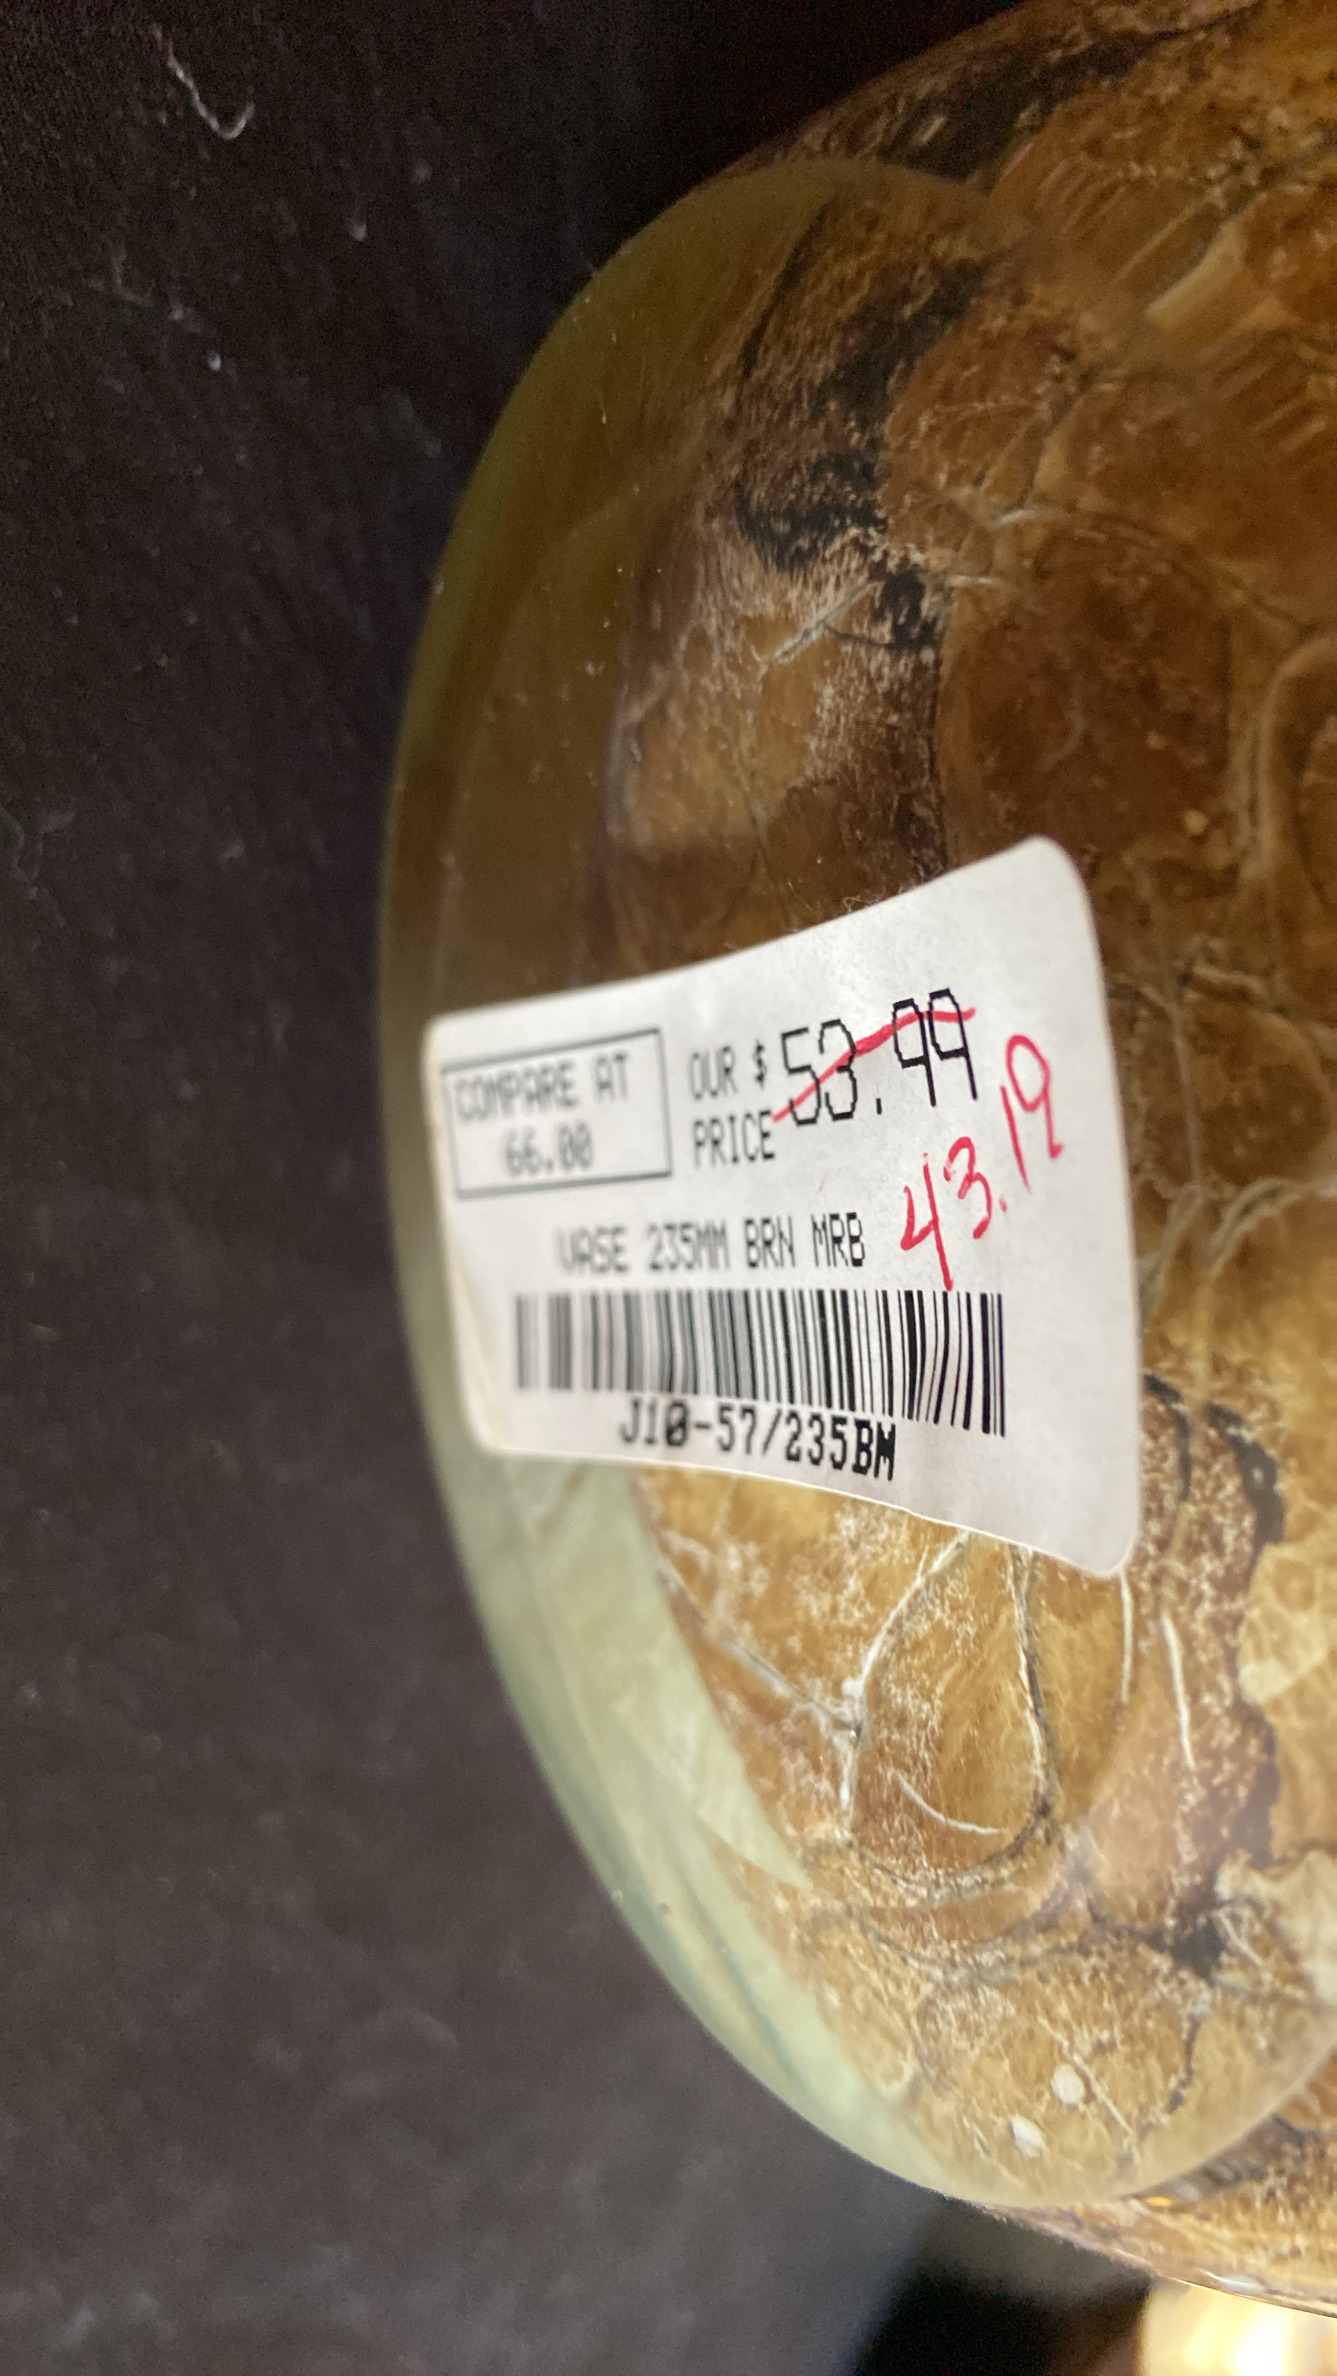 COMPARE AT
66.00
OUR $ 53.99
PRICE
43.19
VASE 235MM BRN MRB
J10-57/235BM